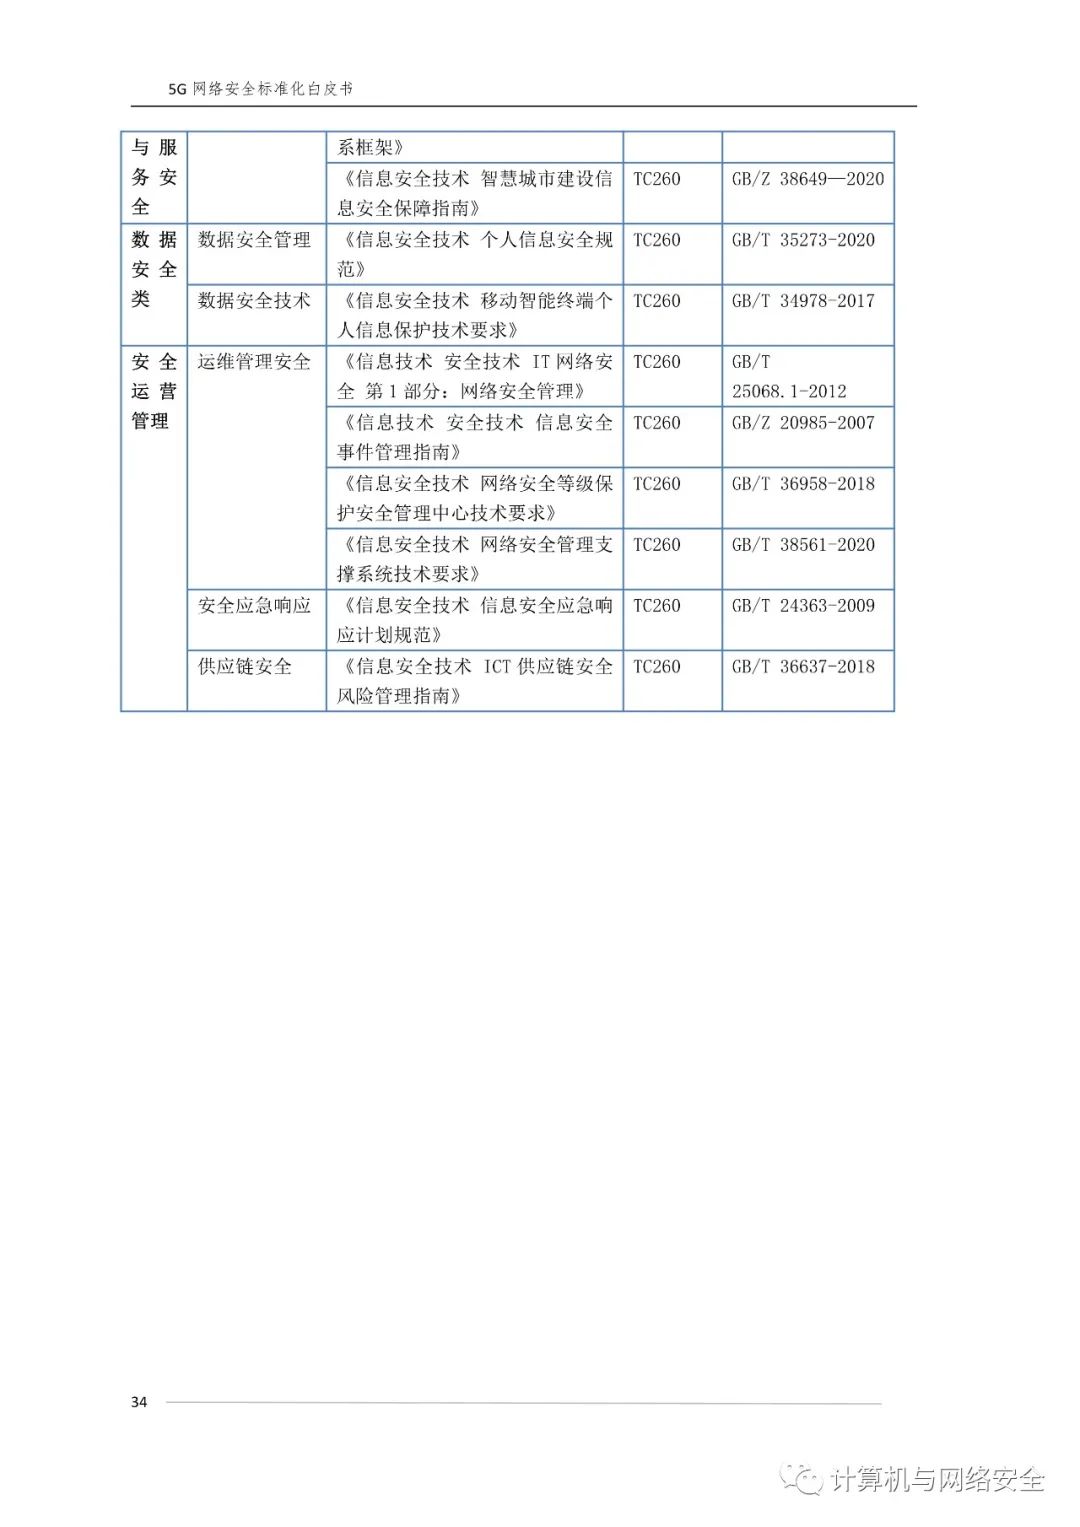 5G 网络安全标准化白皮书
与服 系框架》
务安 《信息安全技术 智慧城市建设信 TC260 GB/Z 38649—2020
全 息安全保障指南》
数据 数据安全管理 《信息安全技术 个人信息安全规 TC260 GB/T 35273-2020
安全 范》
类 数据安全技术 《信息安全技术 移动智能终端个 TC260 GB/T 34978-2017
人信息保护技术要求》
安全 运维管理安全 《信息技术 安全技术 IT 网络安 TC260 GB/T
运营 全 第 1 部分：网络安全管理》 25068.1-2012
管理 《信息技术 安全技术 信息安全 TC260 GB/Z 20985-2007
事件管理指南》
《信息安全技术 网络安全等级保 TC260 GB/T 36958-2018
护安全管理中心技术要求》
《信息安全技术 网络安全管理支 TC260 GB/T 38561-2020
撑系统技术要求》
安全应急响应 《信息安全技术 信息安全应急响 TC260 GB/T 24363-2009
应计划规范》
供应链安全 《信息安全技术 ICT 供应链安全 TC260 GB/T 36637-2018
风险管理指南》
34
计算机与网络安全